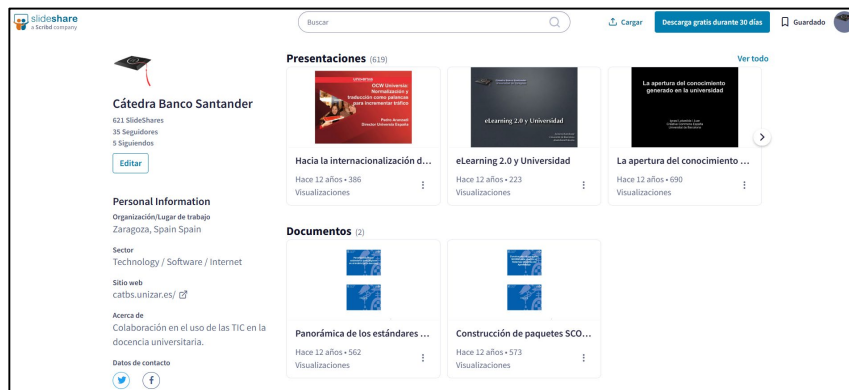 slideshare
a Scribd company
Buscar
Cargar
Descarga gratis durante 30 días
Guardado
Cátedra Banco Santander
621 SlideShares
35 Seguidores
5 Siguiendos
Editar
Personal Information
Organización/Lugar de trabajo
Zaragoza, Spain Spain
Sector
Technology / Software / Internet
Sitio web
catbs.unizar.es/
Acerca de
Colaboración en el uso de las TIC en la
docencia universitaria.
Datos de contacto
Presentaciones (619)
Ver todo
OCW Universia:
Normalización y
traducción como palancas
para incrementar tráfico
Pedro Aranzadi
Director Universia España
Hacia la internacionalización d...
Hace 12 años • 386
Visualizaciones
eLearning 2.0 y Universidad
eLearning 2.0 y Universidad
Hace 12 años • 223
Visualizaciones
La apertura del conocimiento
generado en la universidad
La apertura del conocimiento ...
Hace 12 años • 690
Visualizaciones
Documentos (2)
Panorámica de los estándares ...
Hace 12 años • 562
Visualizaciones
Construcción de paquetes SCO...
Hace 12 años • 573
Visualizaciones